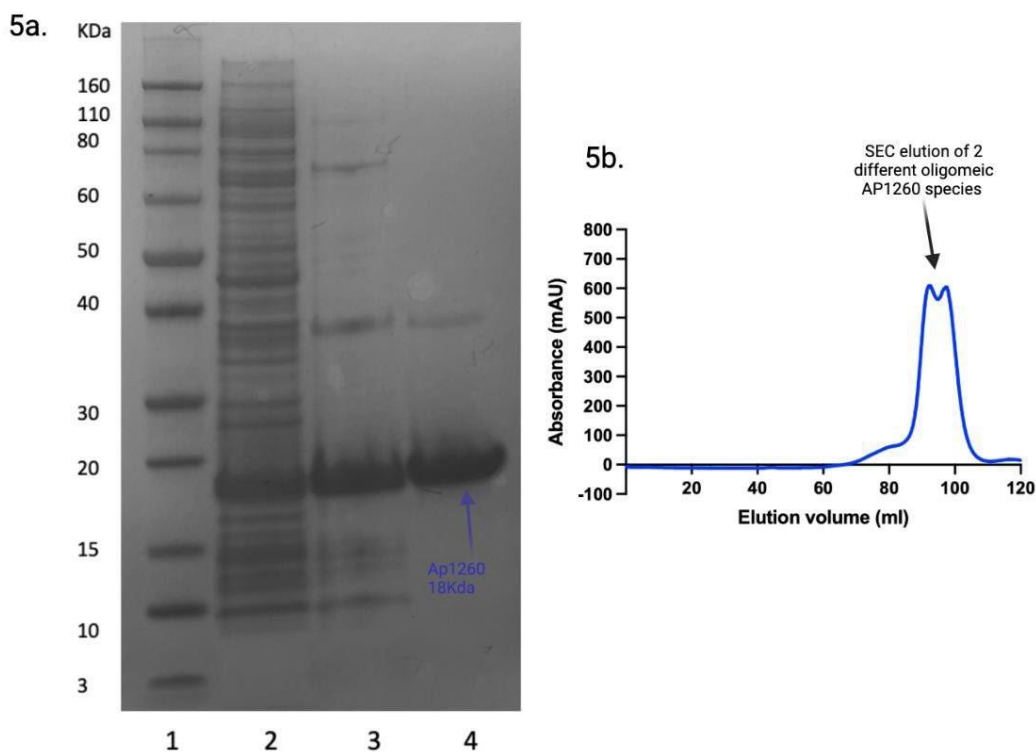 5a.
KDa
160
110
80
60
50
40
30
20
15
10
3
Ap1260
18Kda
1 2 3 4
5b.
SEC elution of 2
different oligomeic
AP1260 species
Absorbance (mAU)
800
700
600
500
400
300
200
100
0
-100
20 40 60 80 100 120
Elution volume (ml)